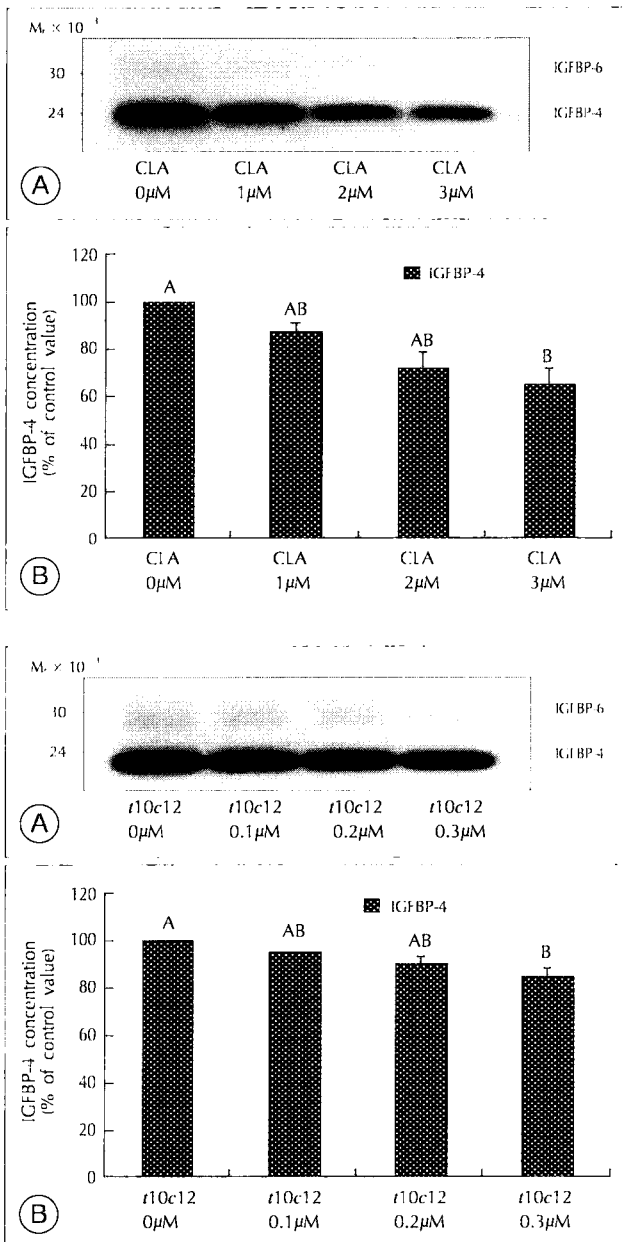 Mr × 10
30 IGFBP-6
24 IGFBP-4
CLA CLA CLA CLA
0μM 1μM 2μM 3μM
A
120
100
80
60
40
20
0
IGFBP-4 concentration
(% of control value)
IGFBP-4
A AB AB B
CLA CLA CLA CLA
0μM 1μM 2μM 3μM
B
Mr × 10
30 IGFBP-6
24 IGFBP-4
t10c12 t10c12 t10c12 t10c12
0μM 0.1μM 0.2μM 0.3μM
A
120
100
80
60
40
20
0
IGFBP-4 concentration
(% of control value)
IGFBP-4
A AB AB B
t10c12 t10c12 t10c12 t10c12
0μM 0.1μM 0.2μM 0.3μM
B